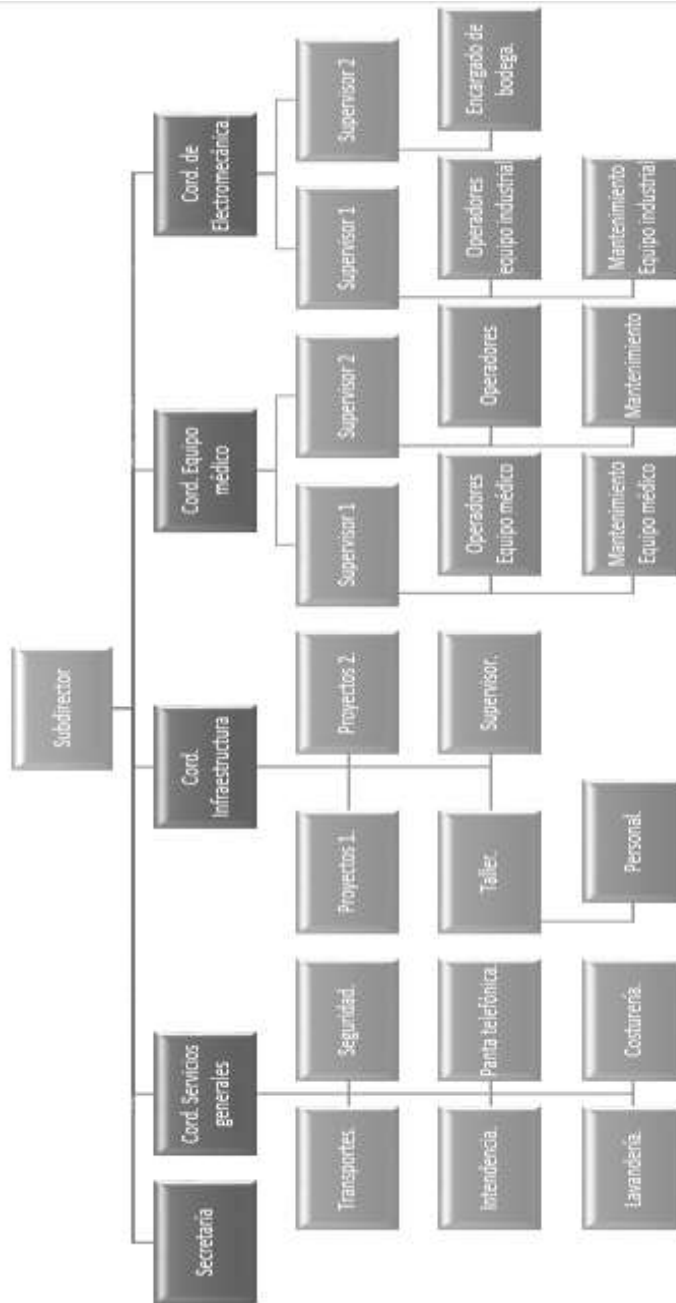 Subdirector
Secretaria
Cord. Servicios
generales
Cord.
Infraestructura
Cord. Equipo
médico
Cord. de
Electromecánica
Transportes.
Seguridad.
Proyectos 1.
Proyectos 2.
Supervisor 1
Supervisor 2
Supervisor 1
Supervisor 2
Intendencia.
Panta telefónica.
Taller.
Supervisor.
Operadores
Equipo médico
Operadores
Operadores
equipo industrial
Encargado de
bodega.
Lavandería.
Costurería.
Personal.
Mantenimiento
Equipo médico
Mantenimiento
Mantenimiento
Equipo industrial